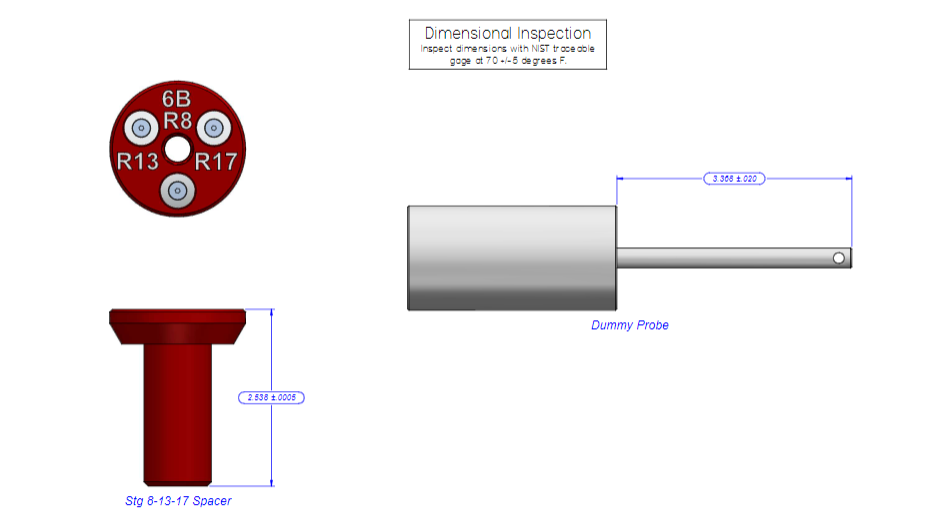 Dimensional Inspection
Inspect dimensions with NIST traceable
gage at 70 +/-5 degrees F.
6B
R8
R13 R17
3.368 ±.020
Dummy Probe
2.538 ±.0005
Stg 8-13-17 Spacer